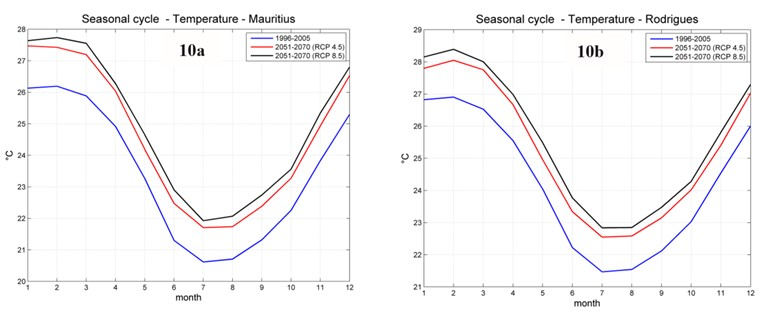 Seasonal cycle - Temperature - Mauritius
10a
1996-2005
2051-2070 (RCP 4.5)
2051-2070 (RCP 8.5)
28
27
26
25
24
23
22
21
20
°C
1 2 3 4 5 6 7 8 9 10 11 12
month
Seasonal cycle - Temperature - Rodrigues
10b
1996-2005
2051-2070 (RCP 4.5)
2051-2070 (RCP 8.5)
29
28
27
26
25
24
23
22
21
°C
1 2 3 4 5 6 7 8 9 10 11 12
month